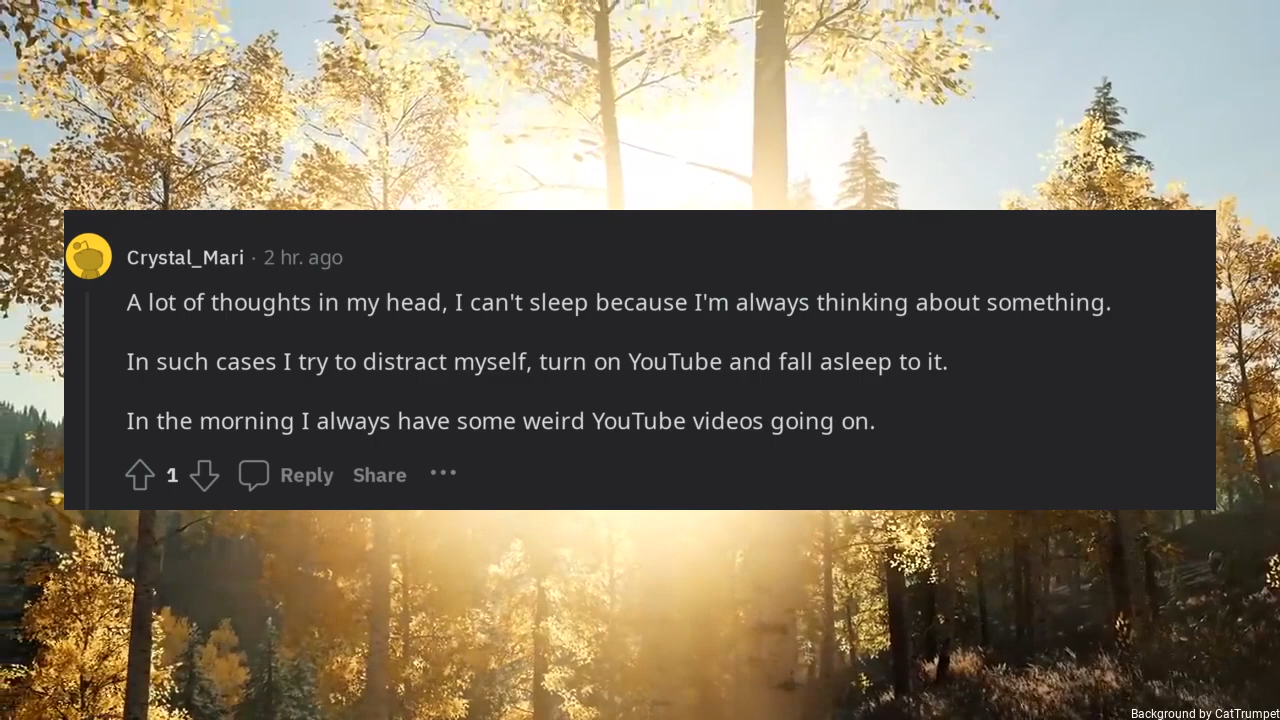 Crystal_Mari · 2 hr. ago
A lot of thoughts in my head, I can't sleep because I'm always thinking about something.
In such cases I try to distract myself, turn on YouTube and fall asleep to it.
In the morning I always have some weird YouTube videos going on.
1 Reply Share ···
Background by CatTrumpet